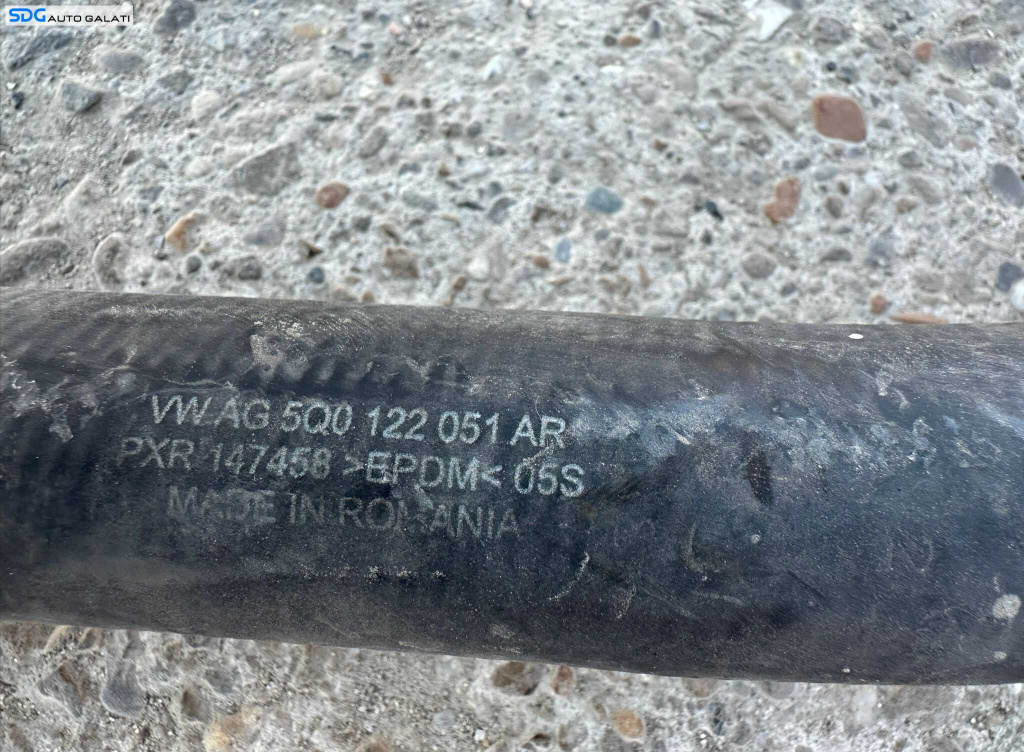 SDG AUTO GALATI
VW AG 5Q0 122 051 AR
PXR 147458 >EPDM< 05S
MADE IN ROMANIA